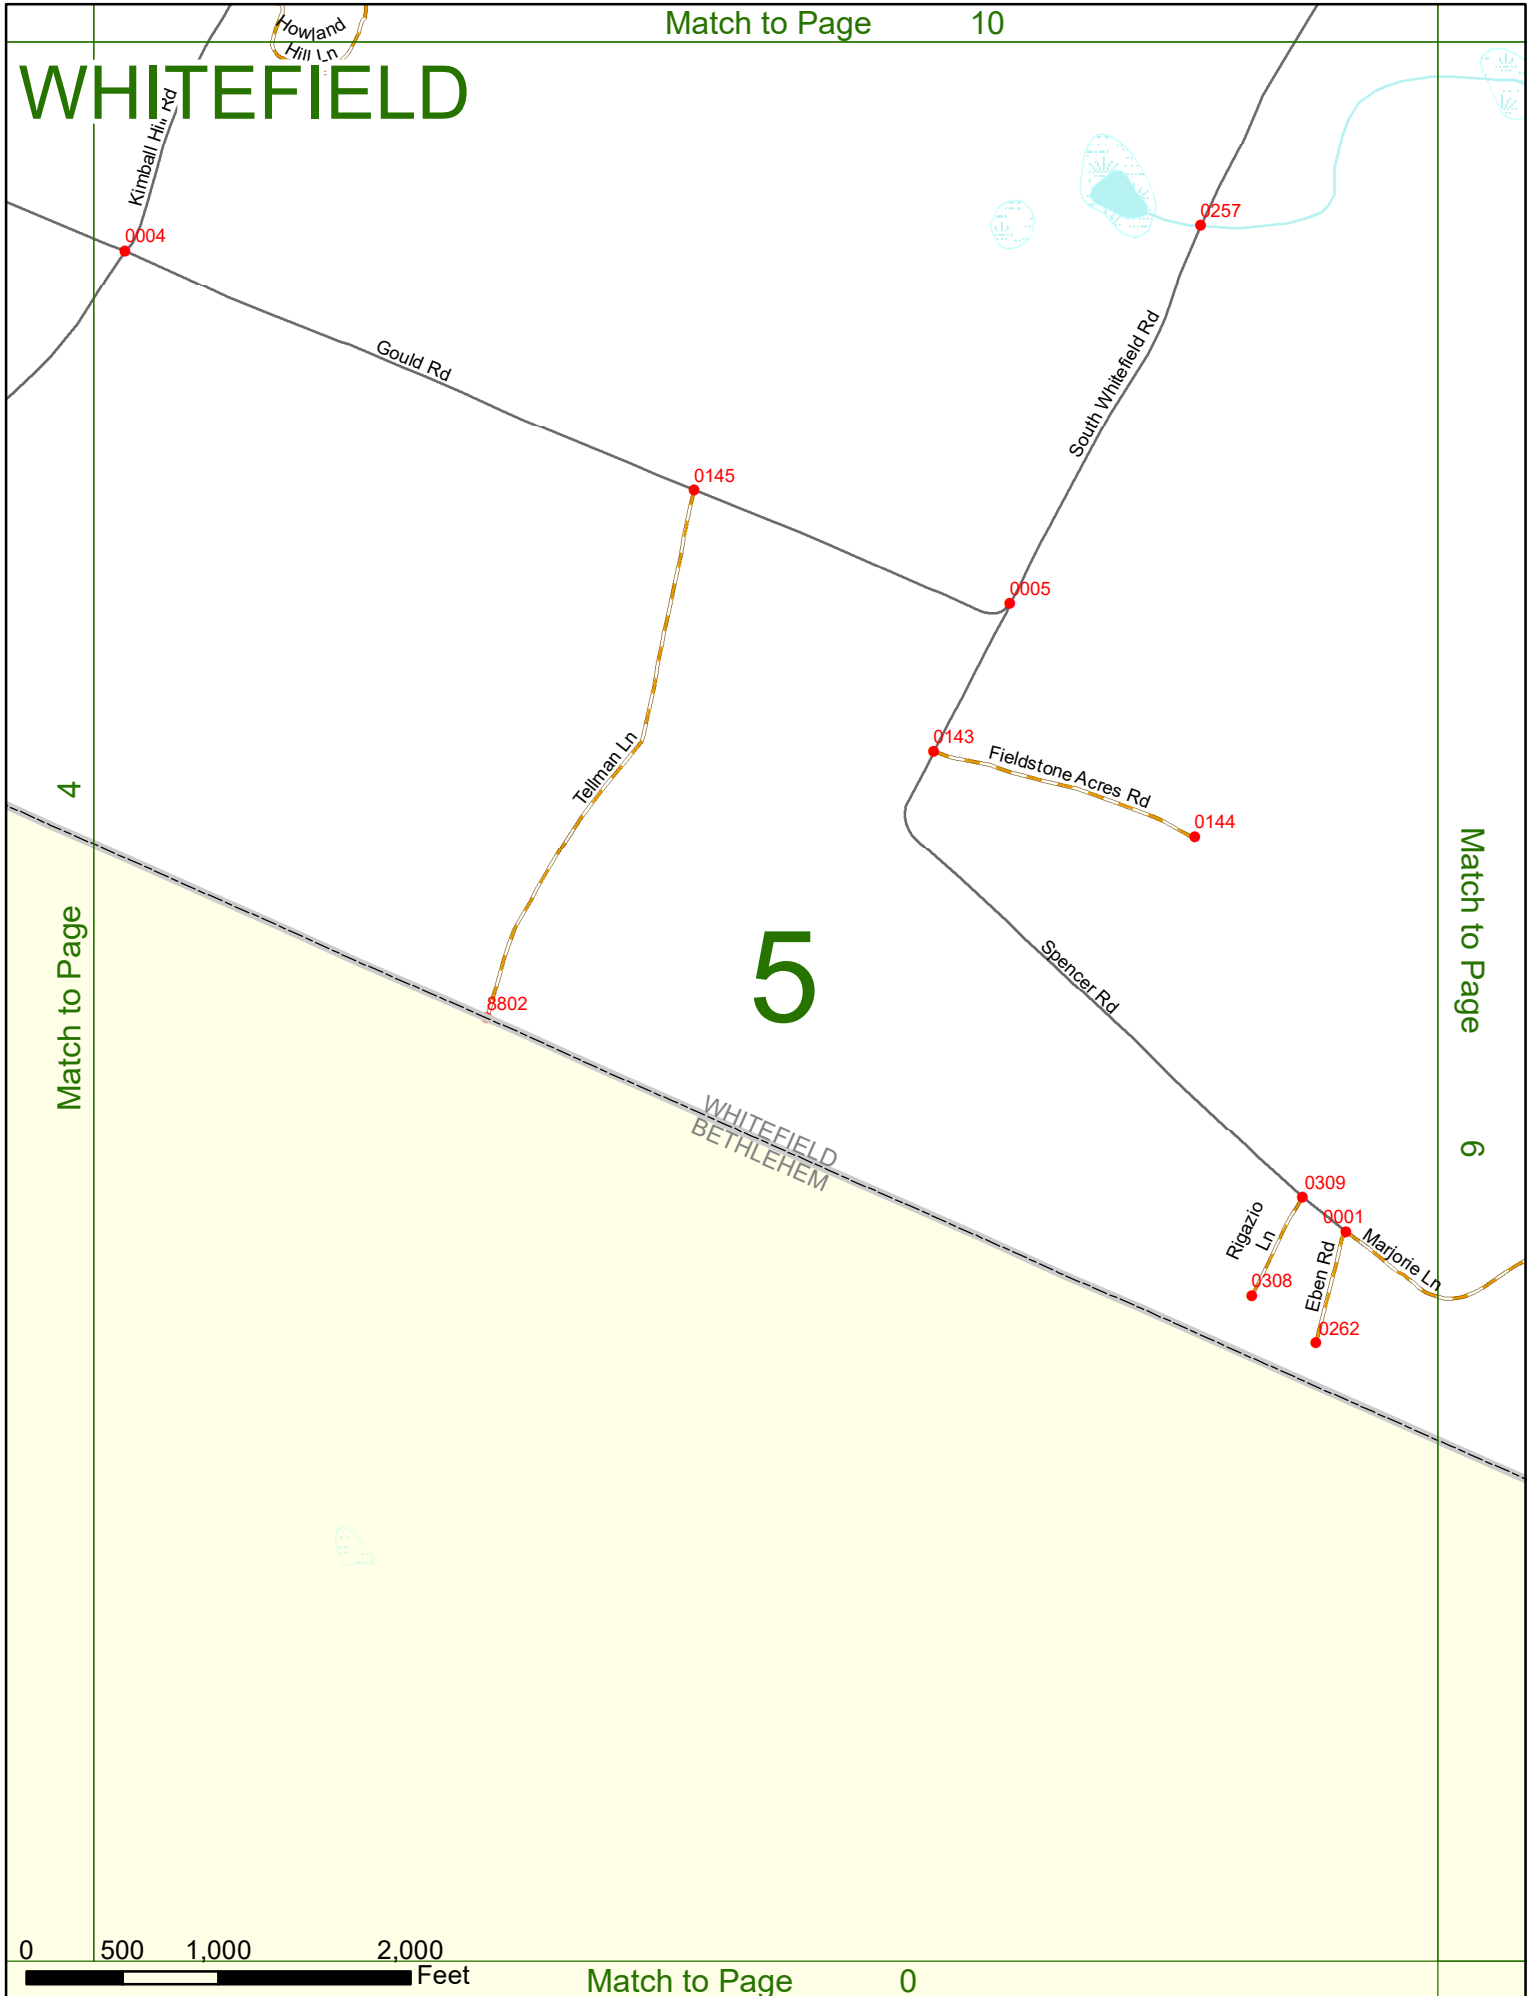 Match to Page 10
Howland
Hill Ln
WHITEFIELD
Kimball Hill Rd
0004
0257
Gould Rd
South Whitefield Rd
0145
0005
0143
Fieldstone Acres Rd
0144
Tellman Ln
4
Match to Page
Match to Page
6
5
Spencer Rd
8802
WHITEFIELD
BETHLEHEM
0309
0001
Rigazio
Ln
Eben Rd
Marjorie Ln
0308
0262
0 500 1,000 2,000
Feet
Match to Page 0